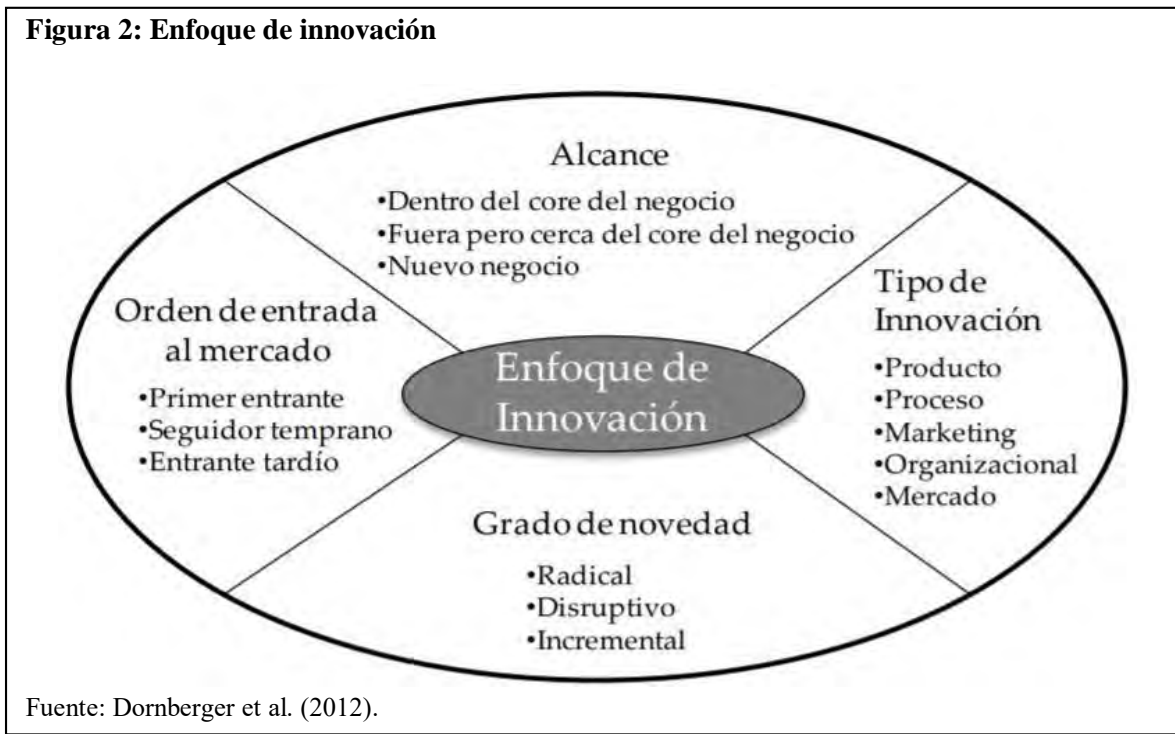 Figura 2: Enfoque de innovación
Alcance
•Dentro del core del negocio
•Fuera pero cerca del core del negocio
•Nuevo negocio
Orden de entrada
al mercado
•Primer entrante
•Seguidor temprano
•Entrante tardío
Enfoque de
Innovación
Tipo de
Innovación
•Producto
•Proceso
•Marketing
•Organizacional
•Mercado
Grado de novedad
•Radical
•Disruptivo
•Incremental
Fuente: Dornberger et al. (2012).